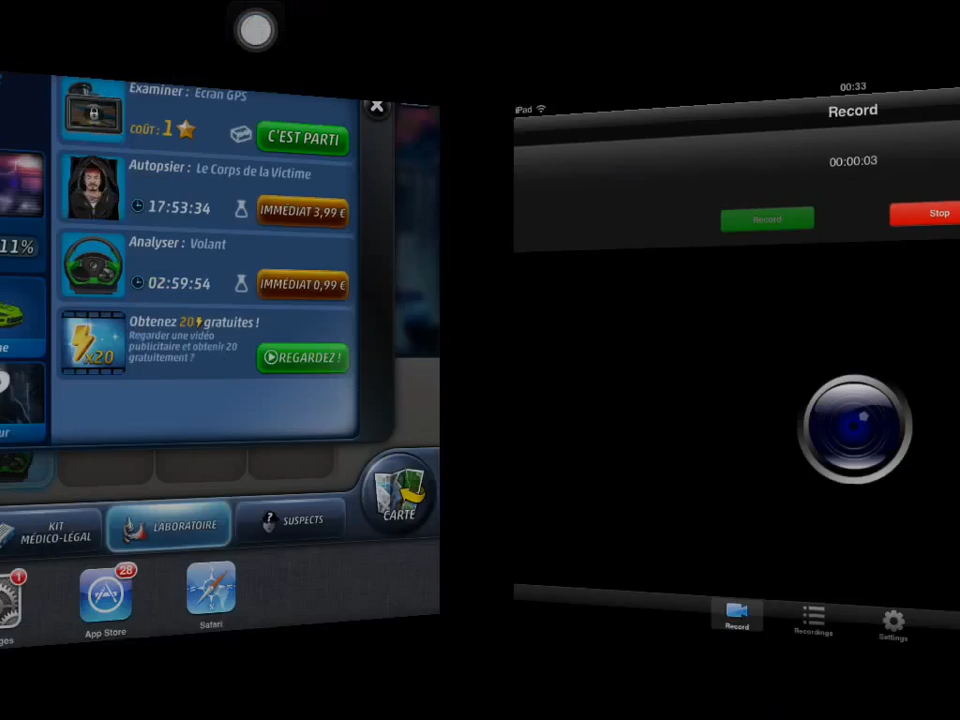 Examiner : Ecran GPS
COÛT : 1
C'EST PARTI
Autopsier : Le Corps de la Victime
17:53:34
IMMÉDIAT 3,99 €
11%
Analyser : Volant
02:59:54
IMMÉDIAT 0,99 €
Obtenez 20 gratuites !
Regarder une vidéo
publicitaire et obtenir 20
gratuitement ?
x20
REGARDEZ !
CARTE
KIT
MÉDICO-LÉGAL
LABORATOIRE
SUSPECTS
1
28
App Store
Safari
00:33
iPad
Record
00:00:03
Record
Stop
Record
Recordings
Settings